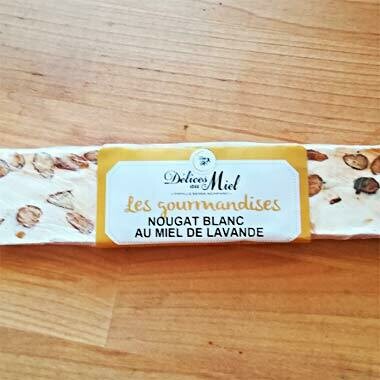 Délices
du Miel
Les gourmandises
NOUGAT BLANC
AU MIEL DE LAVANDE